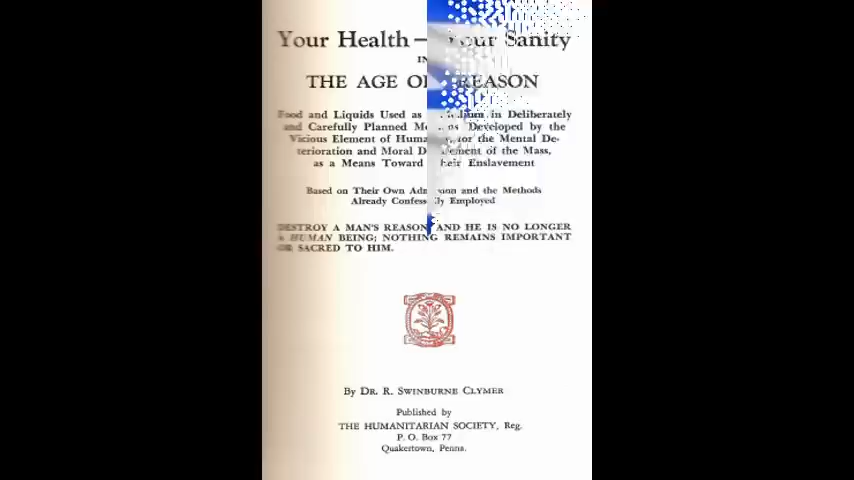 Your Health — Your Sanity
IN
THE AGE OF REASON
Food and Liquids Used as Medium in Deliberately
and Carefully Planned Developed by the
Vicious Element of for the Mental De-
terioration and Moral of the Mass,
as a Means Toward Their Enslavement
Based on Their Own and the Methods
Already Employed
DESTROY A MAN'S REASON AND HE IS NO LONGER
A HUMAN BEING; NOTHING REMAINS IMPORTANT
OR SACRED TO HIM.
By DR. R. SWINBURNE CLYMER
Published by
THE HUMANITARIAN SOCIETY, Reg.
P. O. Box 77
Quakertown, Penna.